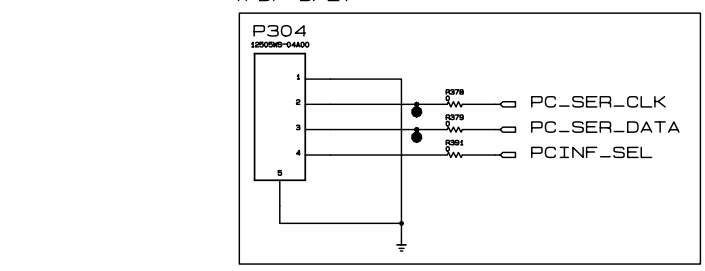 P304
12505WS-04A00
1
2
R378
0
PC_SER_CLK
3
R379
0
PC_SER_DATA
4
R391
0
PCINF_SEL
5